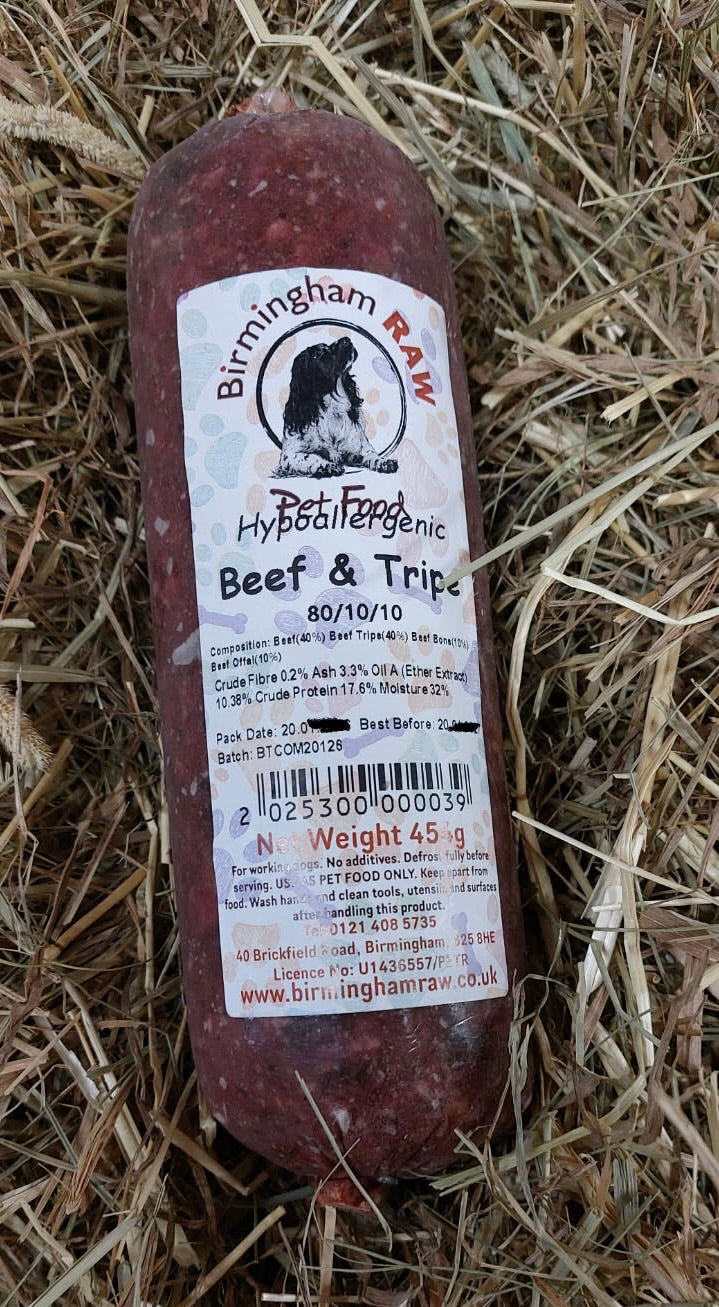 Birmingham RAW
Pet Food
Hypoallergenic
Beef & Tripe
80/10/10
Composition: Beef(40%) Beef Tripe(40%) Beef Bone(10%)
Beef Offal(10%)
Crude Fibre 0.2% Ash 3.3% Oil A (Ether Extract)
10.38% Crude Protein 17.6% Moisture 32%
Pack Date: 20.01. Best Before: 20.
Batch: BTCOM20126
2 025300 000039
Net Weight 454g
For working dogs. No additives. Defrost fully before
serving. USE AS PET FOOD ONLY. Keep apart from
food. Wash hands and clean tools, utensils and surfaces
after handling this product.
Tel 0121 408 5735
40 Brickfield Road, Birmingham, B25 8HE
Licence No: U1436557/
www.birminghamraw.co.uk